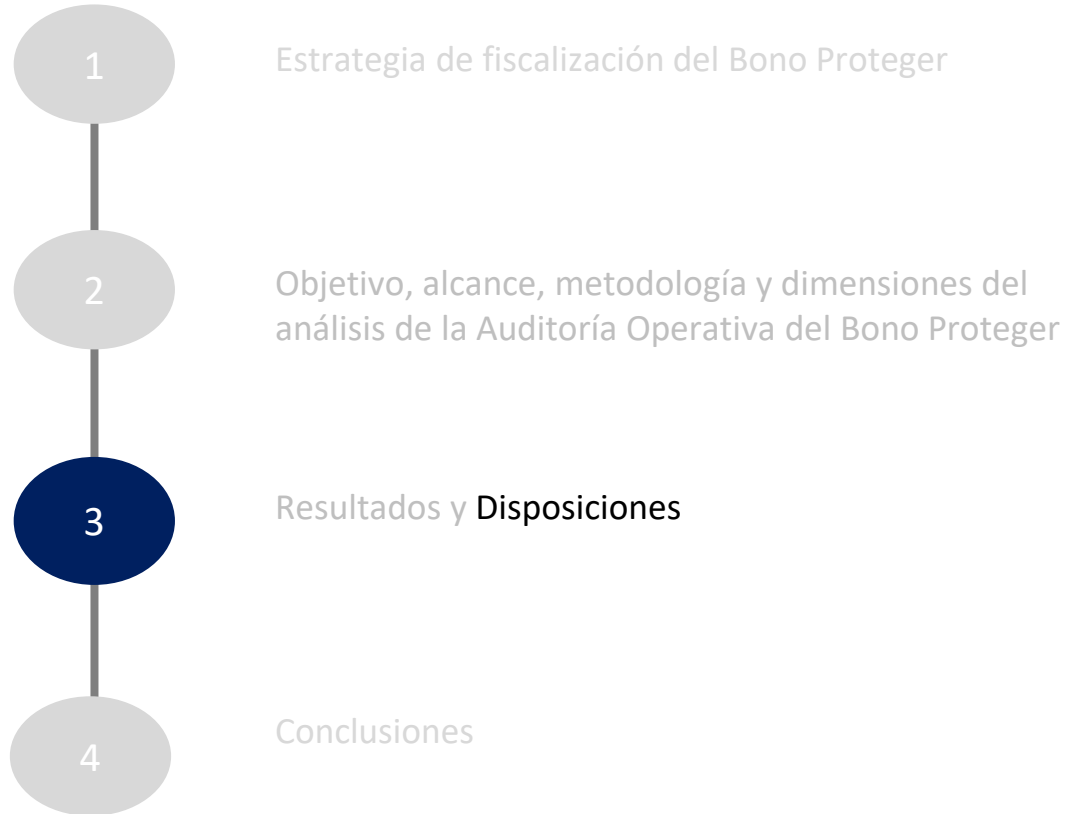 1
Estrategia de fiscalización del Bono Proteger
2
Objetivo, alcance, metodología y dimensiones del
análisis de la Auditoría Operativa del Bono Proteger
3
Resultados y Disposiciones
4
Conclusiones